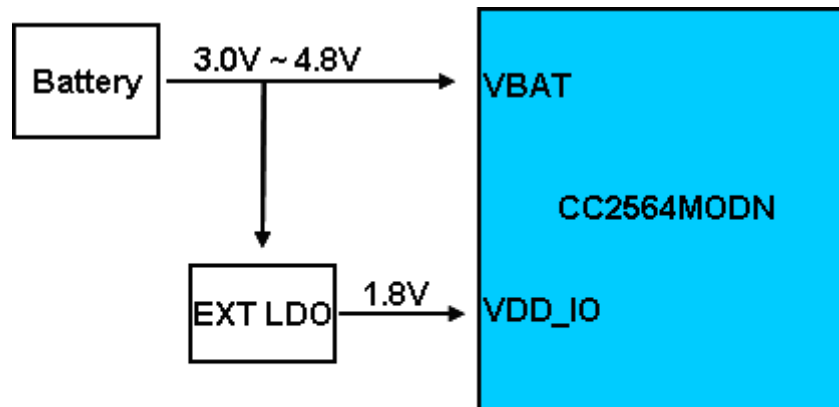 Battery
3.0V ~ 4.8V
VBAT
CC2564MODN
EXT LDO
1.8V
VDD_IO